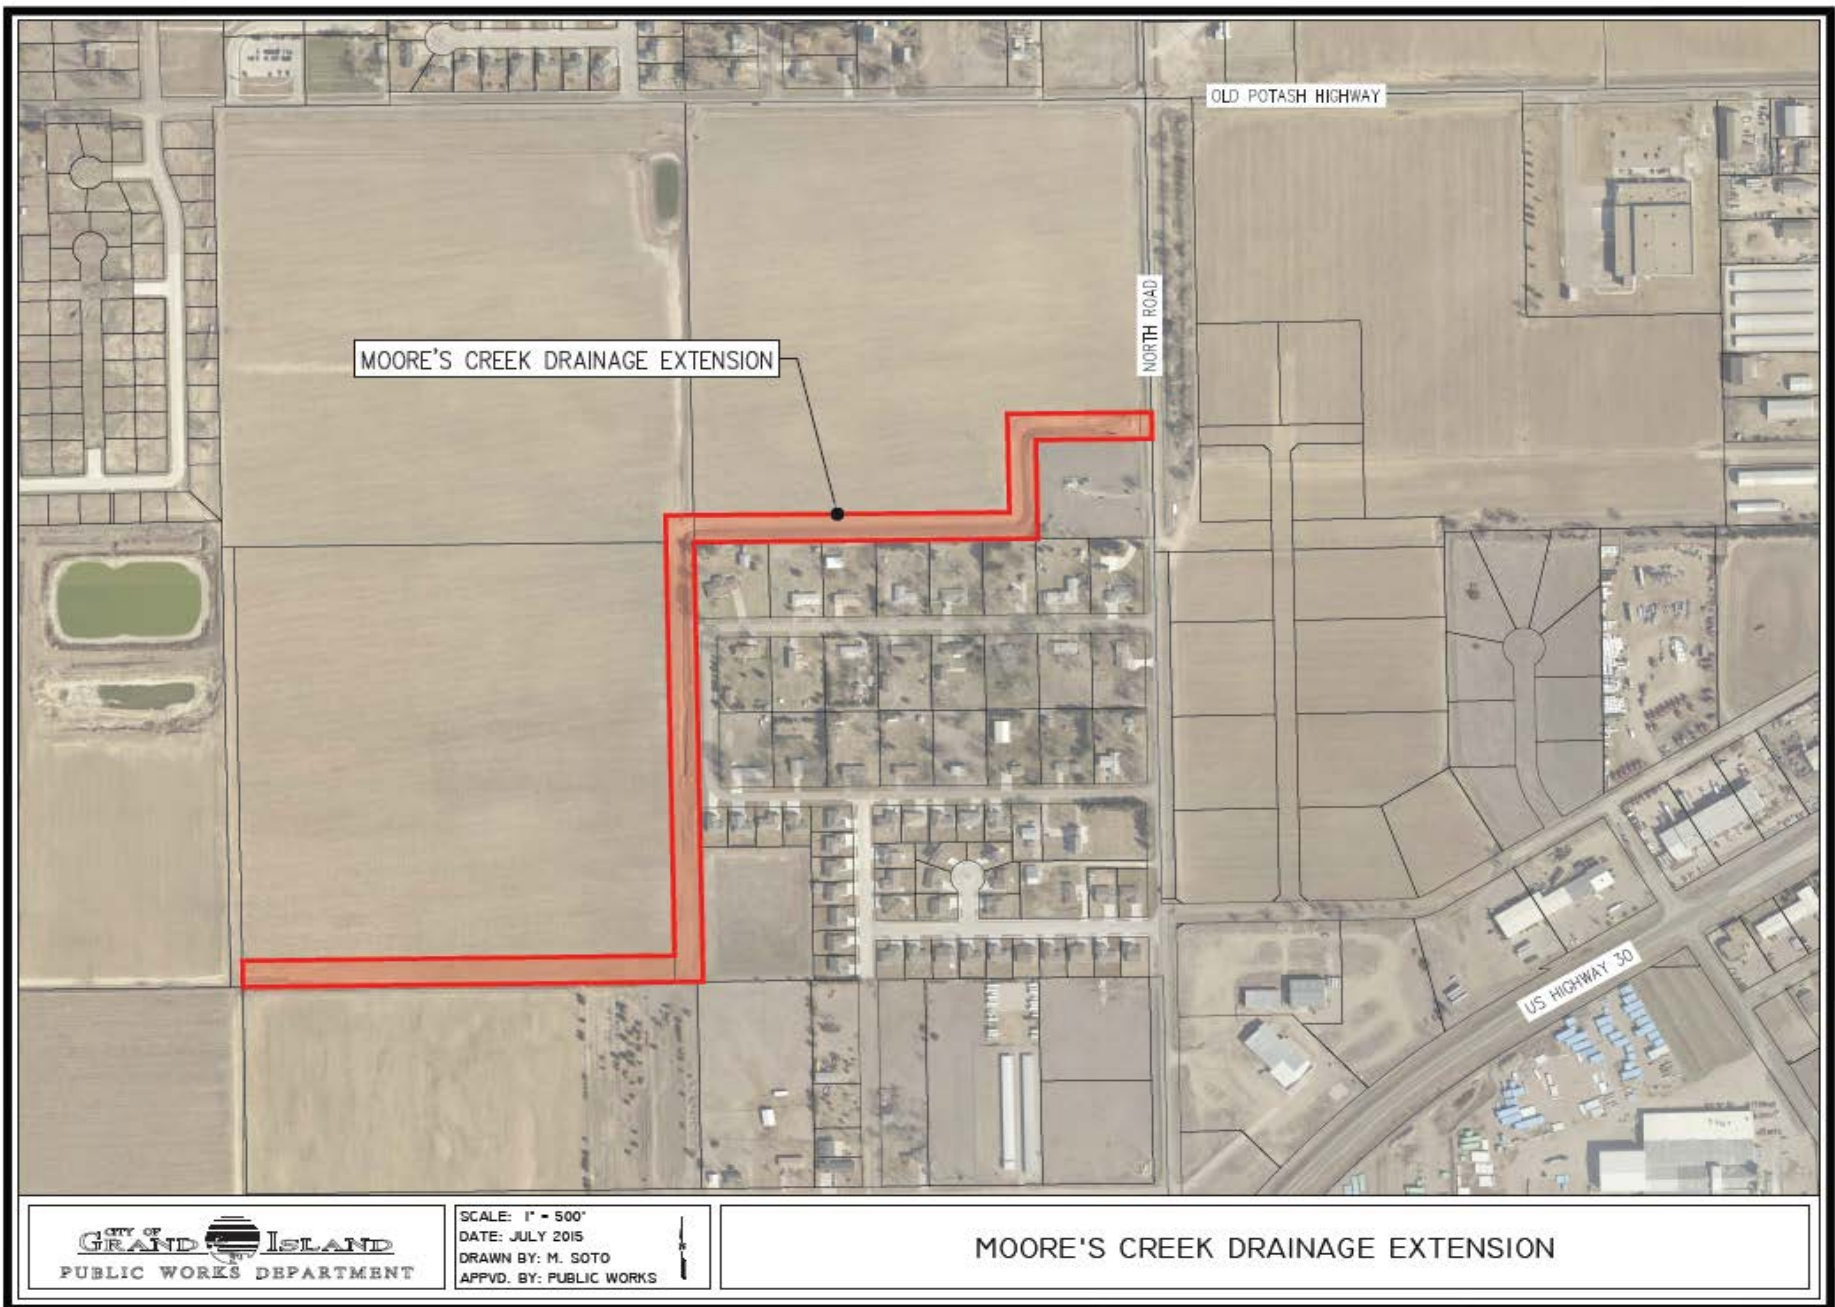 OLD POTASH HIGHWAY
NORTH ROAD
MOORE'S CREEK DRAINAGE EXTENSION
US HIGHWAY 30
CITY OF
GRAND ISLAND
PUBLIC WORKS DEPARTMENT
SCALE: 1" = 500'
DATE: JULY 2015
DRAWN BY: M. SOTO
APPVD. BY: PUBLIC WORKS
MOORE'S CREEK DRAINAGE EXTENSION